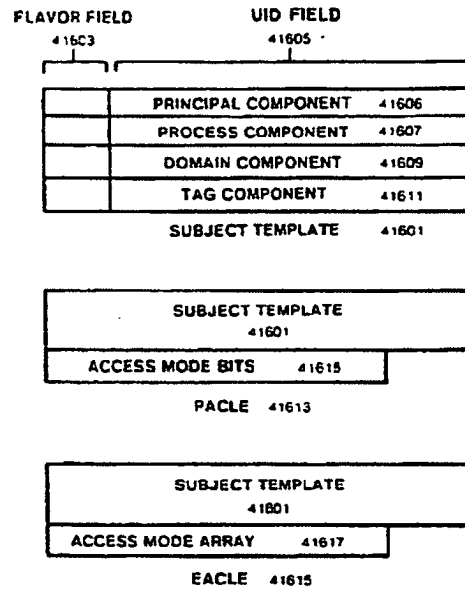 FLAVOR FIELD UID FIELD
41603 41605
PRINCIPAL COMPONENT 41606
PROCESS COMPONENT 41607
DOMAIN COMPONENT 41609
TAG COMPONENT 41611
SUBJECT TEMPLATE 41601
SUBJECT TEMPLATE
41601
ACCESS MODE BITS 41615
PACLE 41613
SUBJECT TEMPLATE
41601
ACCESS MODE ARRAY 41617
EACLE 41615